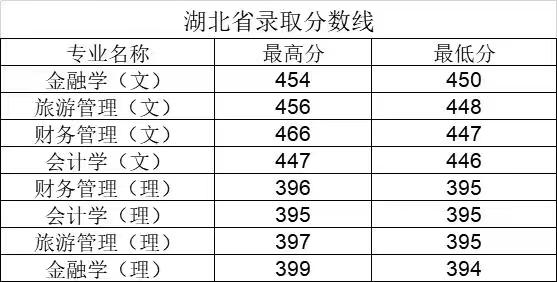 湖北省录取分数线
专业名称 最高分 最低分
金融学（文） 454 450
旅游管理（文） 456 448
财务管理（文） 466 447
会计学（文） 447 446
财务管理（理） 396 395
会计学（理） 395 395
旅游管理（理） 397 395
金融学（理） 399 394